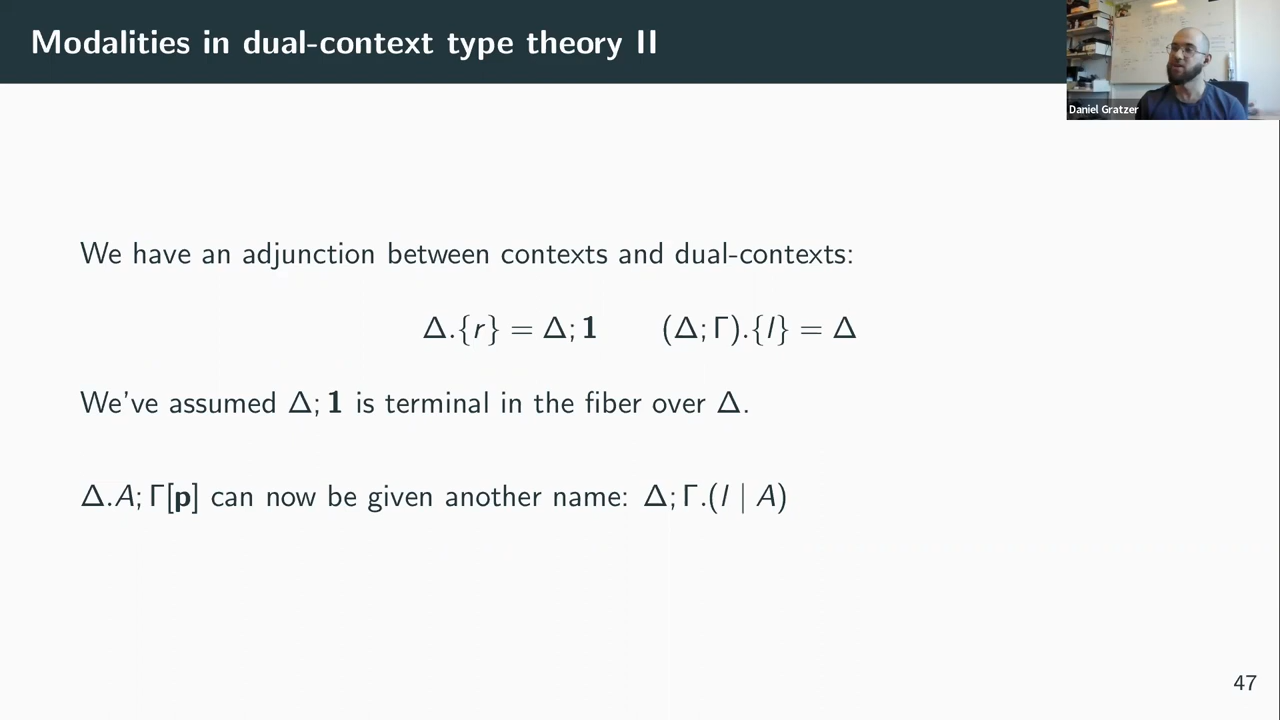 Modalities in dual-context type theory II
Daniel Gratzer
We have an adjunction between contexts and dual-contexts:
Δ.{r} = Δ; 1    (Δ; Γ).{l} = Δ
We've assumed Δ; 1 is terminal in the fiber over Δ.
Δ.A; Γ[p] can now be given another name: Δ; Γ.(l | A)
47